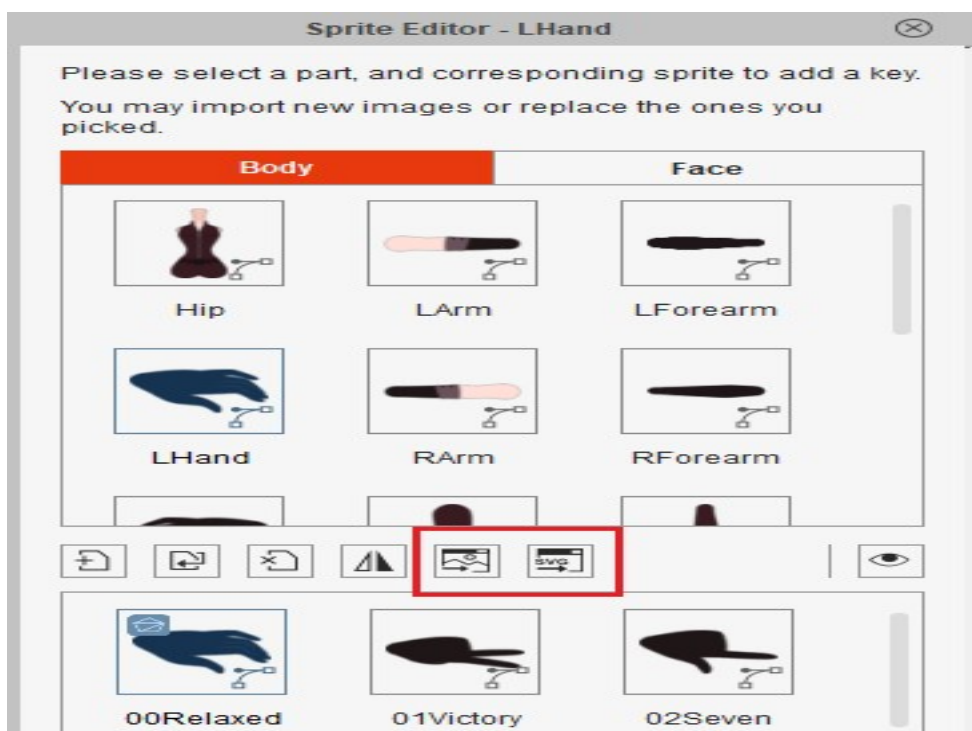 Sprite Editor - LHand
Please select a part, and corresponding sprite to add a key.
You may import new images or replace the ones you
picked.
Body Face
Hip LArm LForearm
LHand RArm RForearm
SVG
00Relaxed 01Victory 02Seven